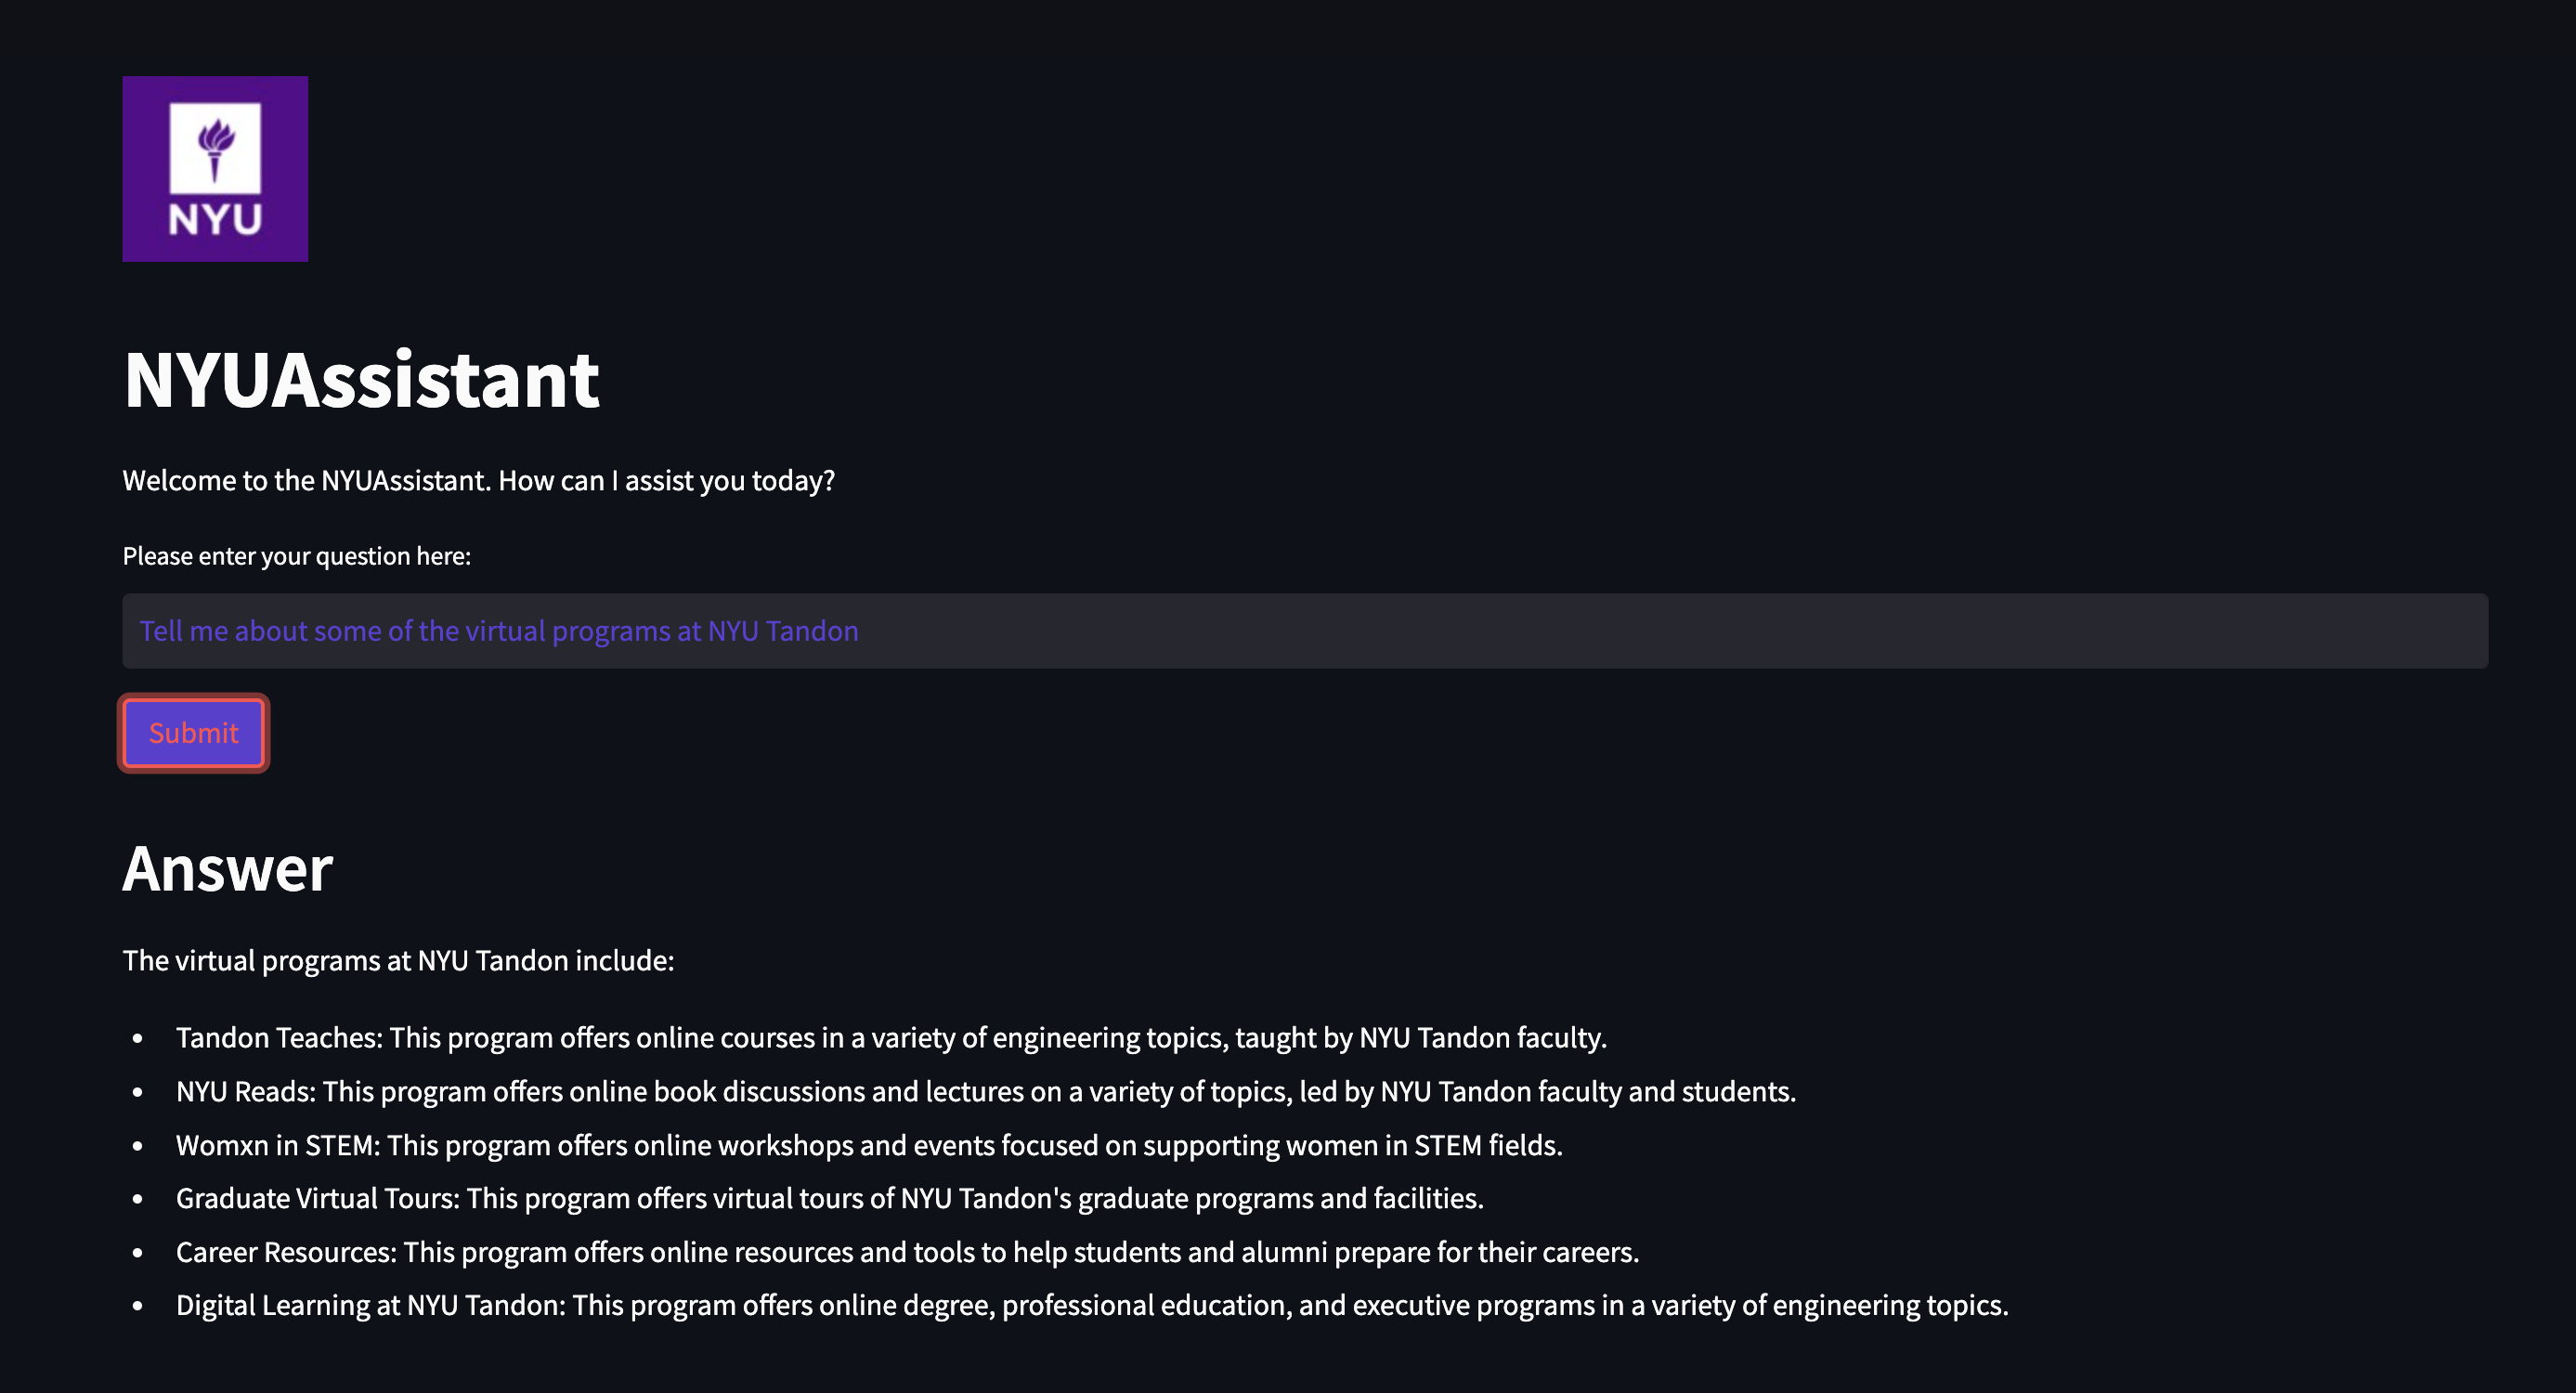 NYU
NYUAssistant
Welcome to the NYUAssistant. How can I assist you today?
Please enter your question here:
Tell me about some of the virtual programs at NYU Tandon
Submit
Answer
The virtual programs at NYU Tandon include:
• Tandon Teaches: This program offers online courses in a variety of engineering topics, taught by NYU Tandon faculty.
• NYU Reads: This program offers online book discussions and lectures on a variety of topics, led by NYU Tandon faculty and students.
• Womxn in STEM: This program offers online workshops and events focused on supporting women in STEM fields.
• Graduate Virtual Tours: This program offers virtual tours of NYU Tandon's graduate programs and facilities.
• Career Resources: This program offers online resources and tools to help students and alumni prepare for their careers.
• Digital Learning at NYU Tandon: This program offers online degree, professional education, and executive programs in a variety of engineering topics.